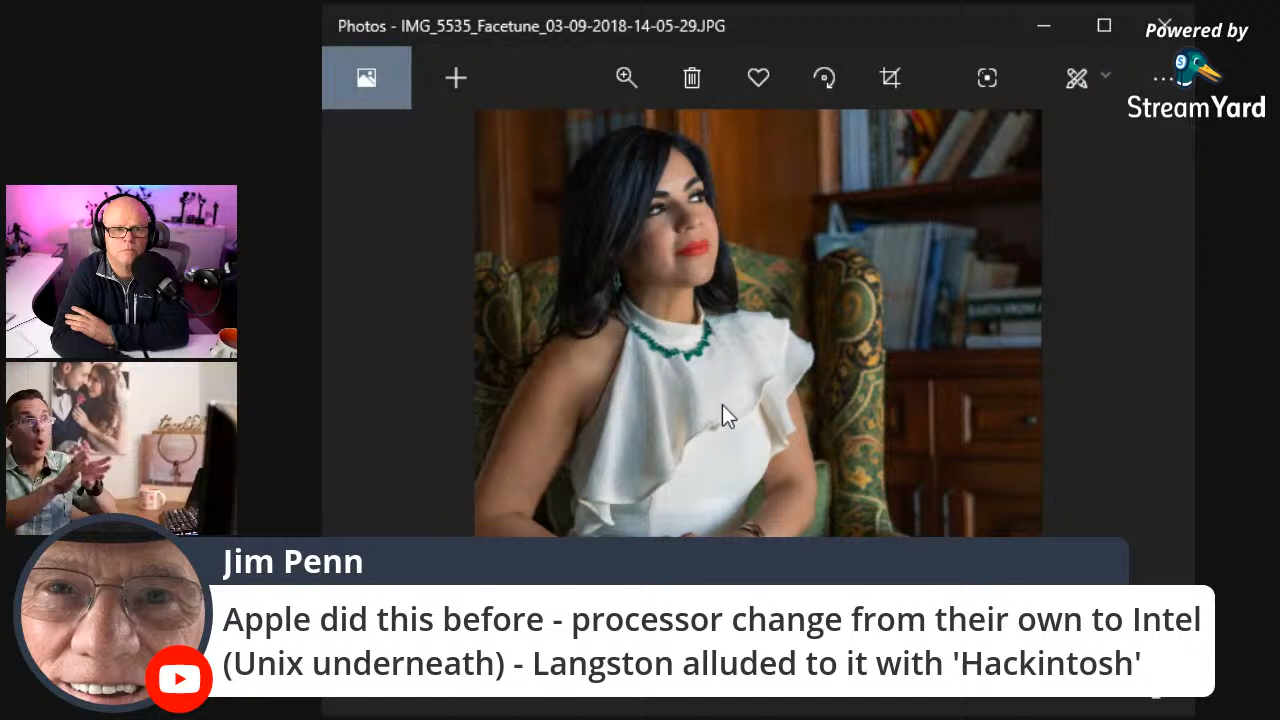 Photos - IMG_5535_Facetune_03-09-2018-14-05-29.JPG
Powered by
StreamYard
Jim Penn
Apple did this before - processor change from their own to Intel
(Unix underneath) - Langston alluded to it with 'Hackintosh'